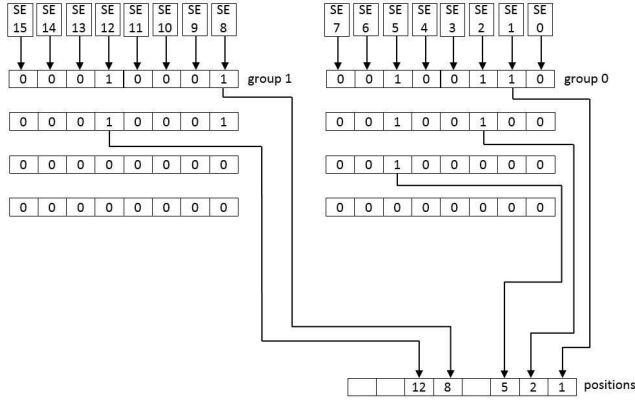 SE SE SE SE SE SE SE SE SE SE SE SE SE SE SE SE
15 14 13 12 11 10 9 8 7 6 5 4 3 2 1 0
0 0 0 1 0 0 0 1 group 1 0 0 1 0 0 1 1 0 group 0
0 0 0 1 0 0 0 1 0 0 1 0 0 1 0 0
0 0 0 0 0 0 0 0 0 0 1 0 0 0 0 0
0 0 0 0 0 0 0 0 0 0 0 0 0 0 0 0
12 8 5 2 1 positions